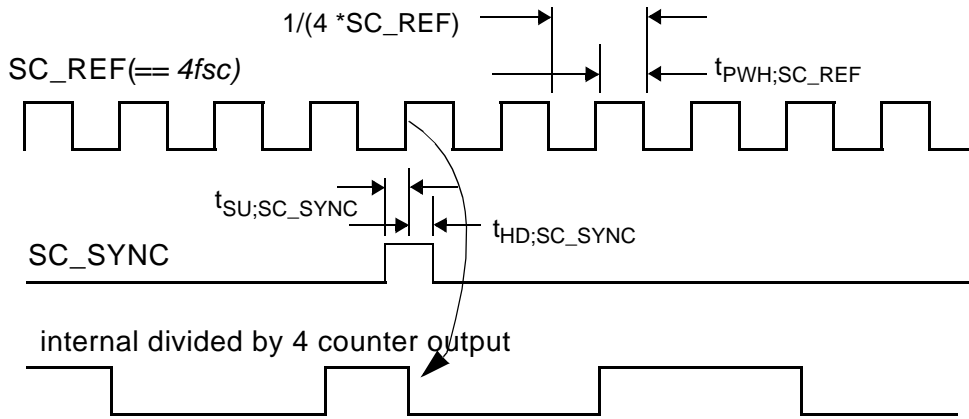 1/(4 *SC_REF)
SC_REF(== 4fsc)
tPWH;SC_REF
tSU;SC_SYNC
tHD;SC_SYNC
SC_SYNC
internal divided by 4 counter output